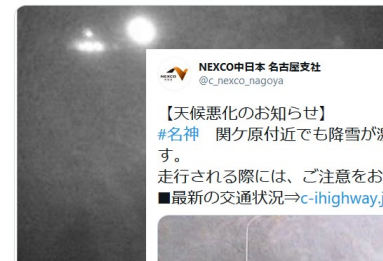 NEXCO
NEXCO中日本 名古屋支社
@c_nexco_nagoya
【天候悪化のお知らせ】
#名神　関ケ原付近でも降雪が
す。
走行される際には、ご注意をお
■最新の交通状況⇒c-ihighway.j